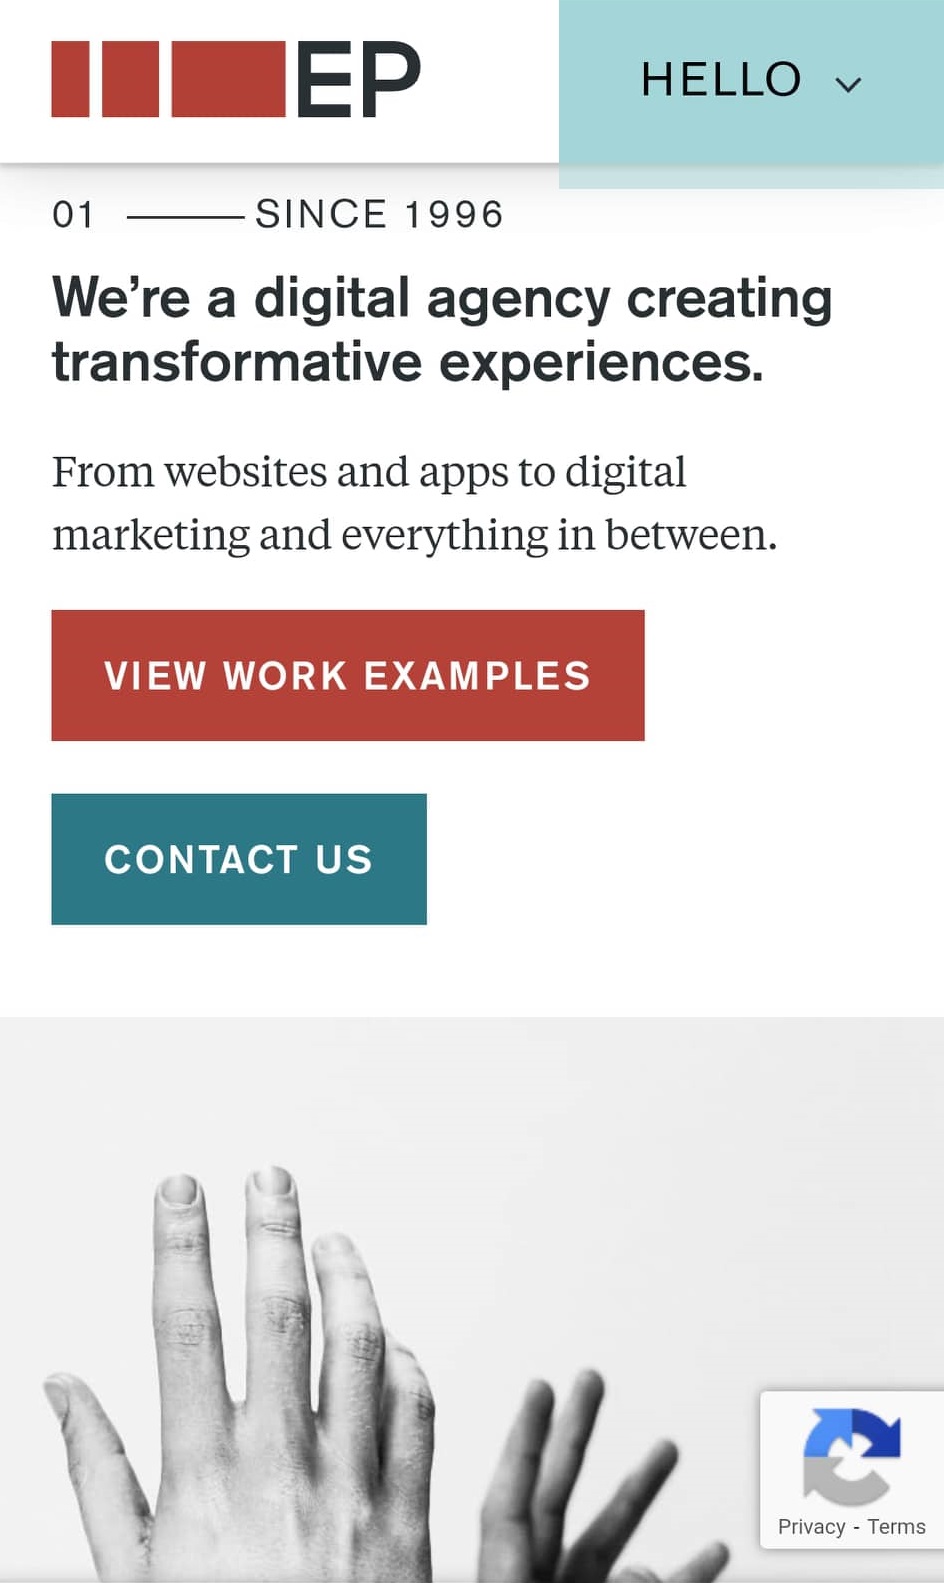 EP
HELLO
01 SINCE 1996
We’re a digital agency creating
transformative experiences.
From websites and apps to digital
marketing and everything in between.
VIEW WORK EXAMPLES
CONTACT US
Privacy - Terms